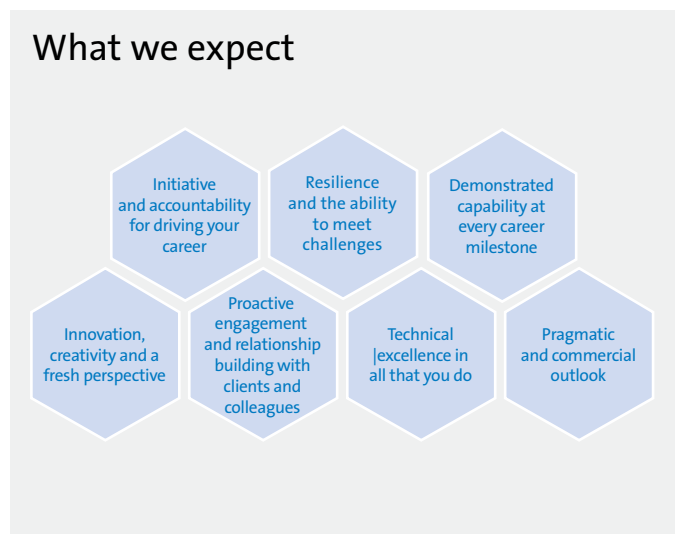 What we expect
Initiative
and accountability
for driving your
career
Resilience
and the ability
to meet
challenges
Demonstrated
capability at
every career
milestone
Innovation,
creativity and a
fresh perspective
Proactive
engagement
and relationship
building with
clients and
colleagues
Technical
|excellence in
all that you do
Pragmatic
and commercial
outlook